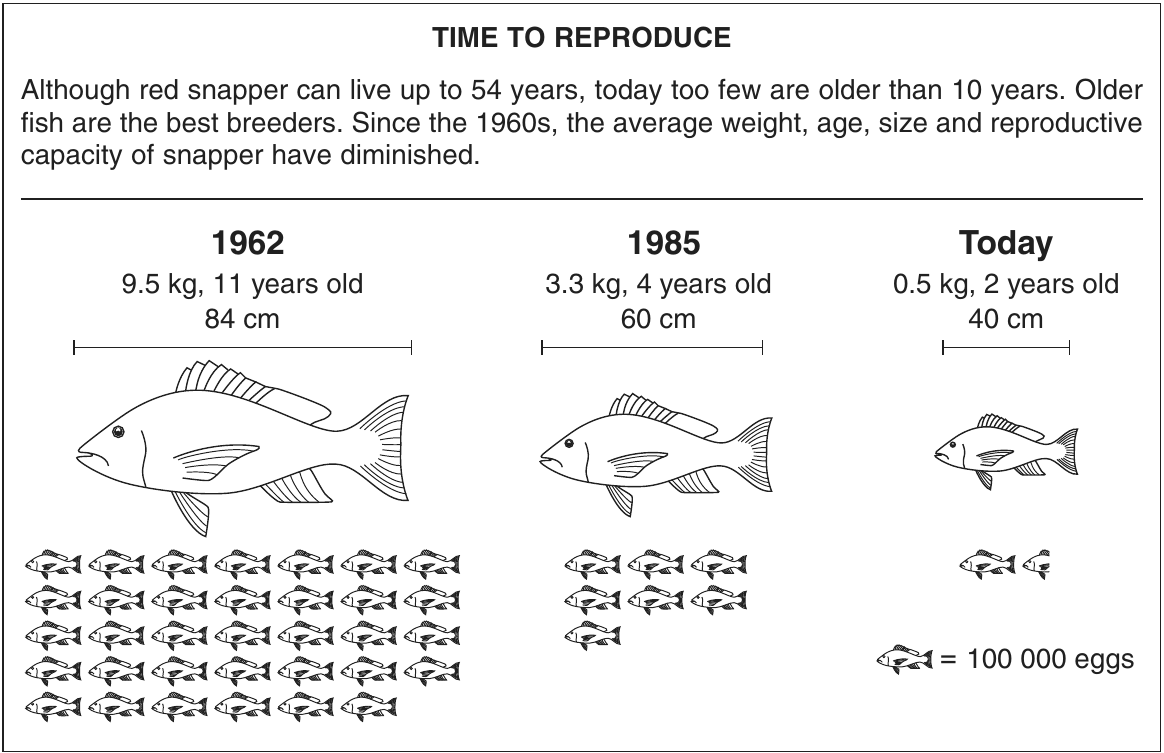 TIME TO REPRODUCE
Although red snapper can live up to 54 years, today too few are older than 10 years. Older
fish are the best breeders. Since the 1960s, the average weight, age, size and reproductive
capacity of snapper have diminished.
1962
9.5 kg, 11 years old
84 cm
1985
3.3 kg, 4 years old
60 cm
Today
0.5 kg, 2 years old
40 cm
= 100 000 eggs